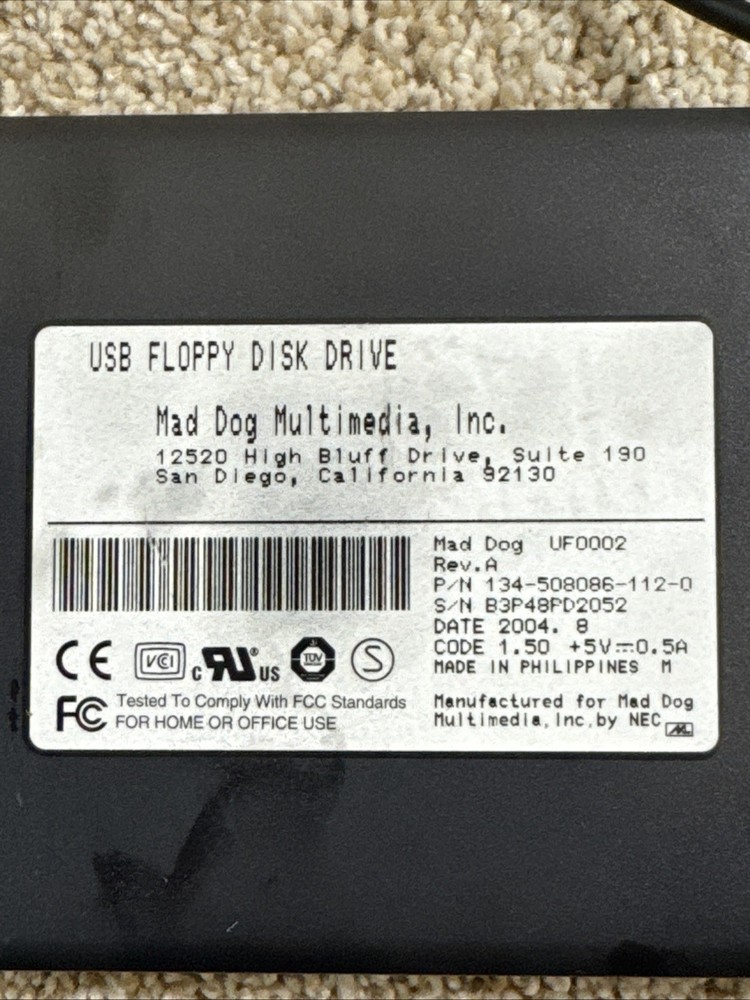 USB FLOPPY DISK DRIVE
Mad Dog Multimedia, Inc.
12520 High Bluff Drive, Suite 190
San Diego, California 92130
Mad Dog UF0002
Rev.A
P/N 134-508086-112-0
S/N B3P48PD2052
DATE 2004. 8
CODE 1.50 +5V⎓0.5A
MADE IN PHILIPPINES M
Manufactured for Mad Dog
Multimedia,Inc.by NEC
CE VCI c RU ® US TÜV S
FC Tested To Comply With FCC Standards
FOR HOME OR OFFICE USE